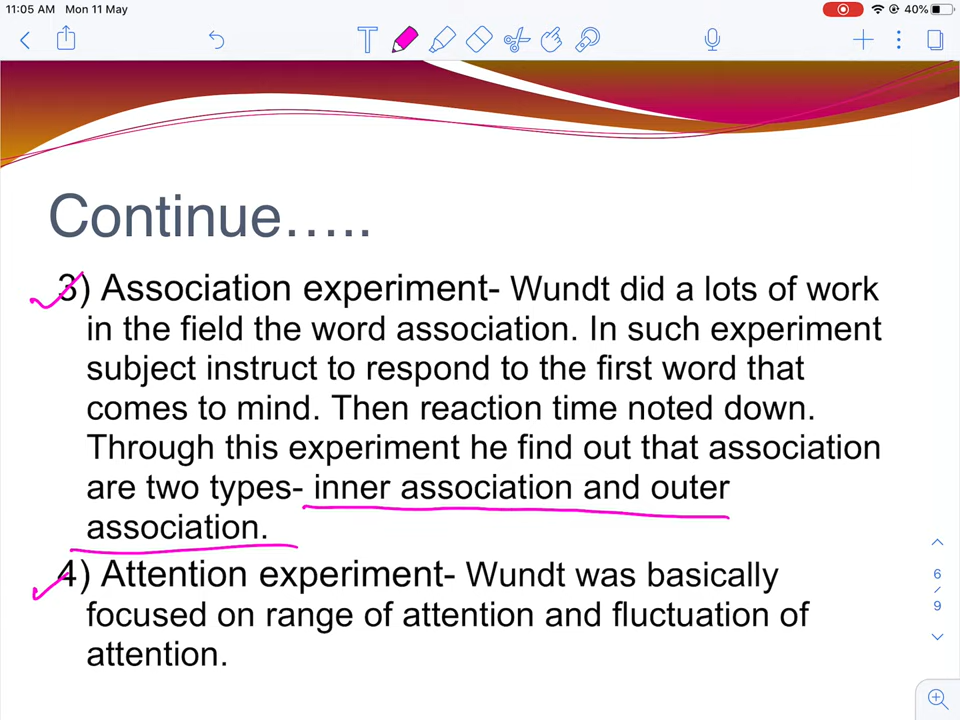 11:05 AM Mon 11 May
40%
T
Continue…..
3) Association experiment- Wundt did a lots of work
in the field the word association. In such experiment
subject instruct to respond to the first word that
comes to mind. Then reaction time noted down.
Through this experiment he find out that association
are two types- inner association and outer
association.
4) Attention experiment- Wundt was basically
focused on range of attention and fluctuation of
attention.
6
/
9